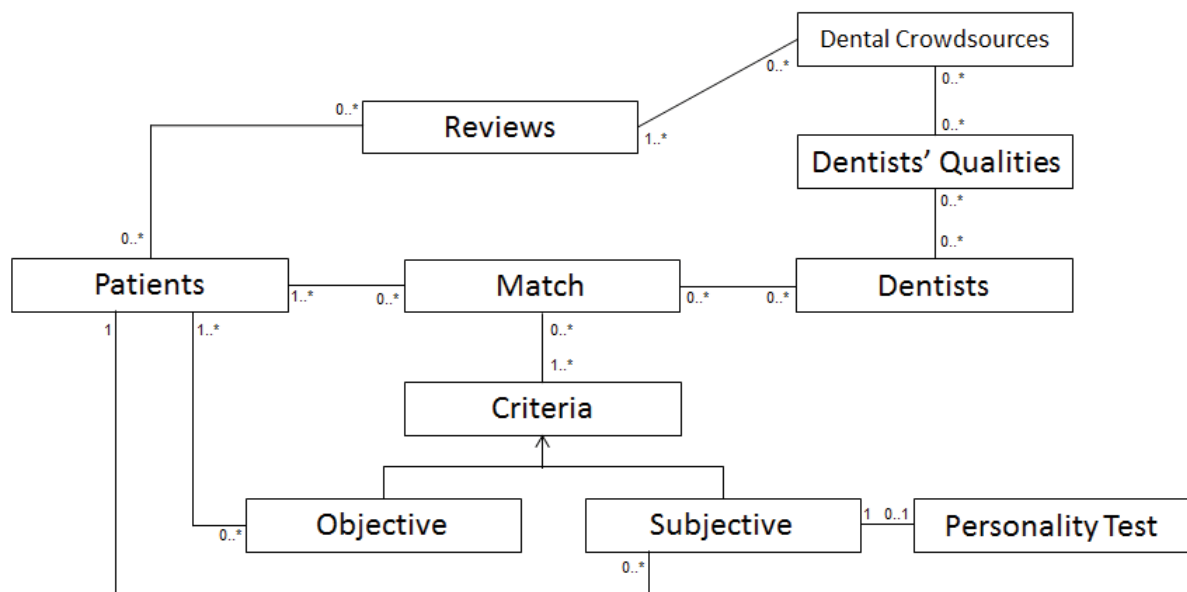 Dental Crowdsources
0..*
0..*
0..*
Reviews
1..*
0..*
0..*
Dentists’ Qualities
0..*
0..*
0..*
Patients
Match
Dentists
1..*
0..*
0..*
0..*
1
1..*
0..*
1..*
Criteria
Objective
Subjective
1
0..1
Personality Test
0..*
0..*